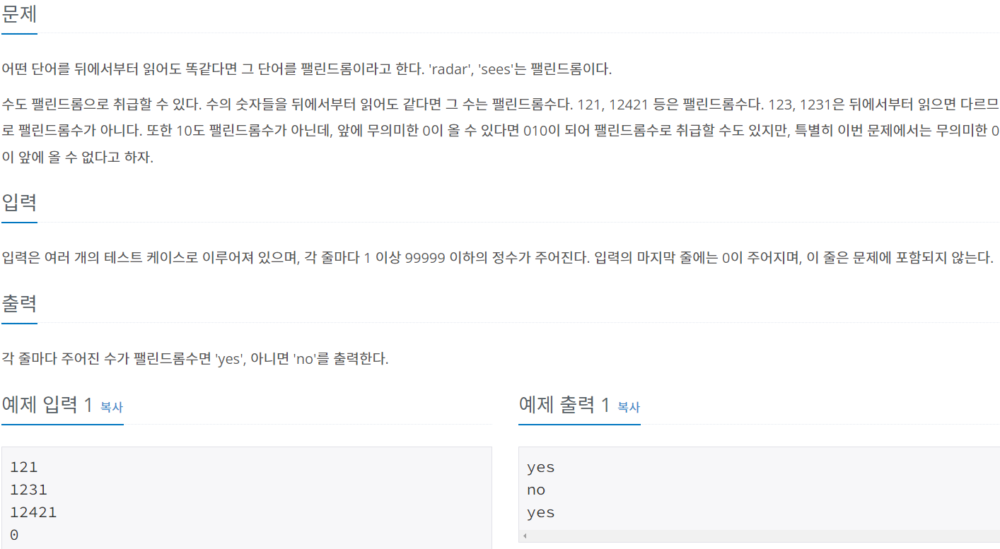 문제
어떤 단어를 뒤에서부터 읽어도 똑같다면 그 단어를 팰린드롬이라고 한다. 'radar', 'sees'는 팰린드롬이다.
수도 팰린드롬으로 취급할 수 있다. 수의 숫자들을 뒤에서부터 읽어도 같다면 그 수는 팰린드롬수다. 121, 12421 등은 팰린드롬수다. 123, 1231은 뒤에서부터 읽으면 다르므
로 팰린드롬수가 아니다. 또한 10도 팰린드롬수가 아닌데, 앞에 무의미한 0이 올 수 있다면 010이 되어 팰린드롬수로 취급할 수도 있지만, 특별히 이번 문제에서는 무의미한 0
이 앞에 올 수 없다고 하자.
입력
입력은 여러 개의 테스트 케이스로 이루어져 있으며, 각 줄마다 1 이상 99999 이하의 정수가 주어진다. 입력의 마지막 줄에는 0이 주어지며, 이 줄은 문제에 포함되지 않는다.
출력
각 줄마다 주어진 수가 팰린드롬수면 'yes', 아니면 'no'를 출력한다.
예제 입력 1 복사
121
1231
12421
0
예제 출력 1 복사
yes
no
yes